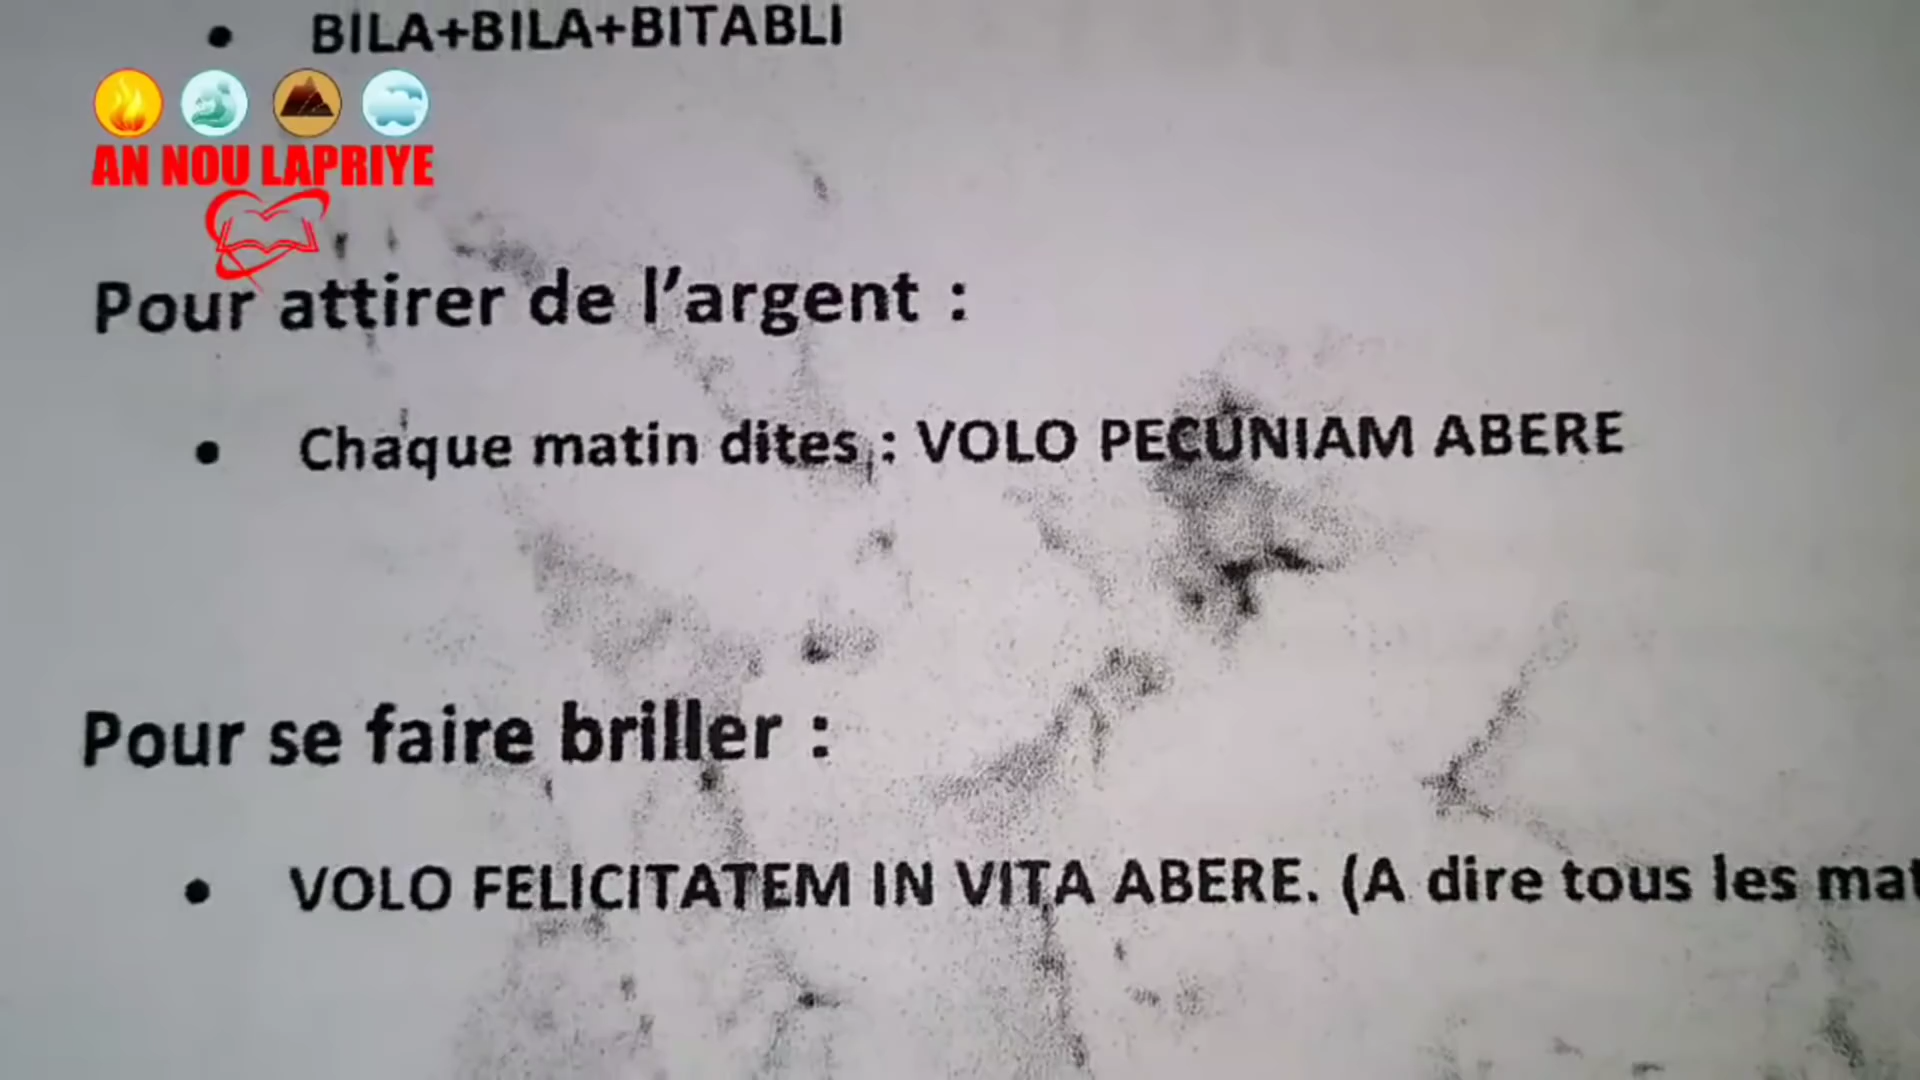 • BILA+BILA+BITABLI
AN NOU LAPRIYE
Pour attirer de l’argent :
• Chaque matin dites : VOLO PECUNIAM ABERE
Pour se faire briller :
• VOLO FELICITATEM IN VITA ABERE. (A dire tous les mat